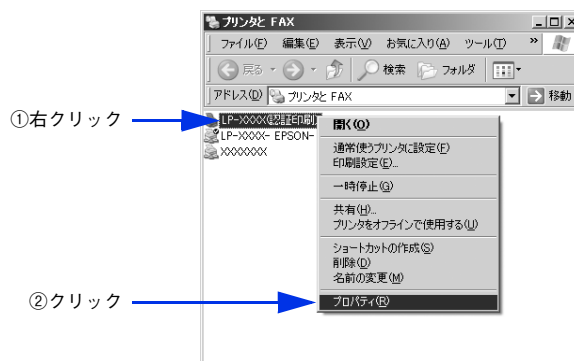 プリンタと FAX
ファイル(F) 編集(E) 表示(V) お気に入り(A) ツール(T) »
戻る 検索 フォルダ
アドレス(D) プリンタと FAX 移動
①右クリック
LP-XXXX(認証印刷)
LP-XXXX- EPSON-
XXXXXXX
開く(O)
通常使うプリンタに設定(F)
印刷設定(E)...
一時停止(G)
共有(H)...
プリンタをオフラインで使用する(U)
ショートカットの作成(S)
削除(D)
名前の変更(M)
②クリック
プロパティ(R)